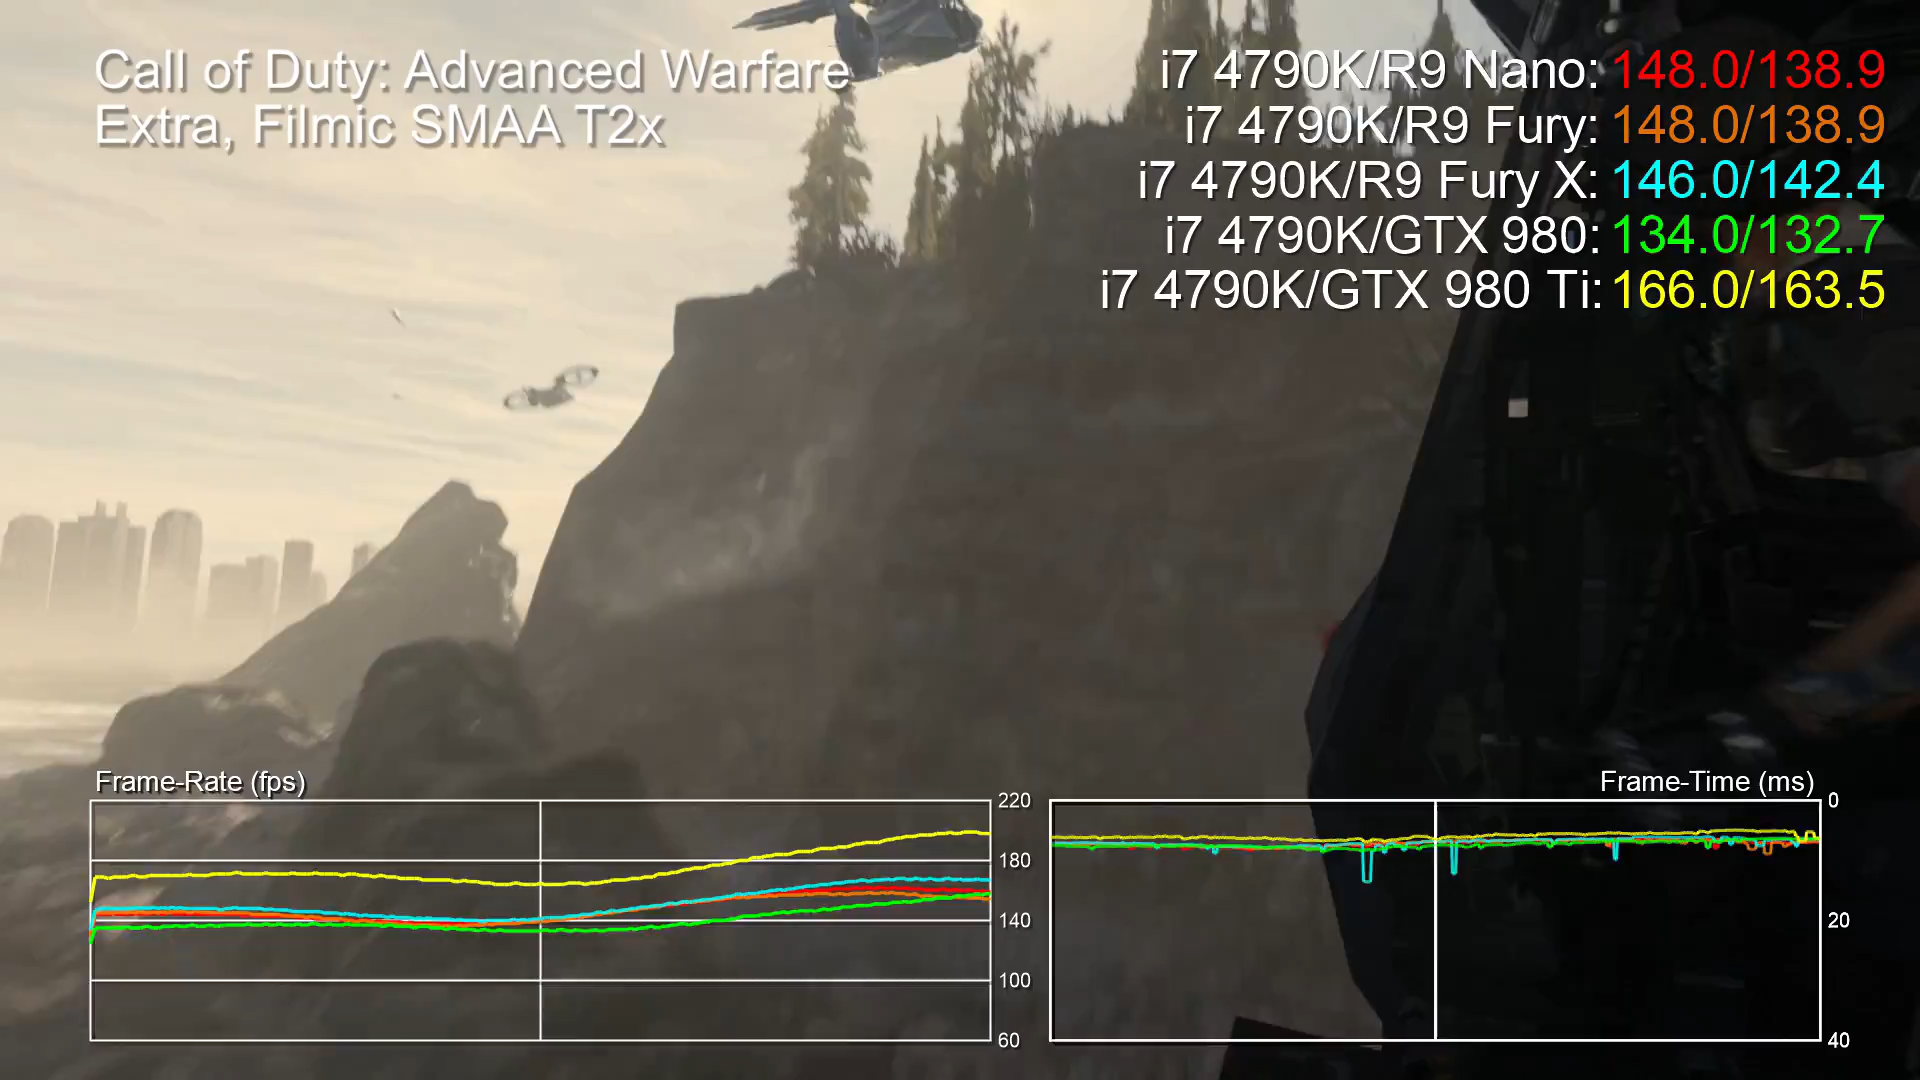 Call of Duty: Advanced Warfare
Extra, Filmic SMAA T2x
i7 4790K/R9 Nano: 148.0/138.9
i7 4790K/R9 Fury: 148.0/138.9
i7 4790K/R9 Fury X: 146.0/142.4
i7 4790K/GTX 980: 134.0/132.7
i7 4790K/GTX 980 Ti: 166.0/163.5
Frame-Rate (fps)
220
180
140
100
60
Frame-Time (ms)
0
20
40